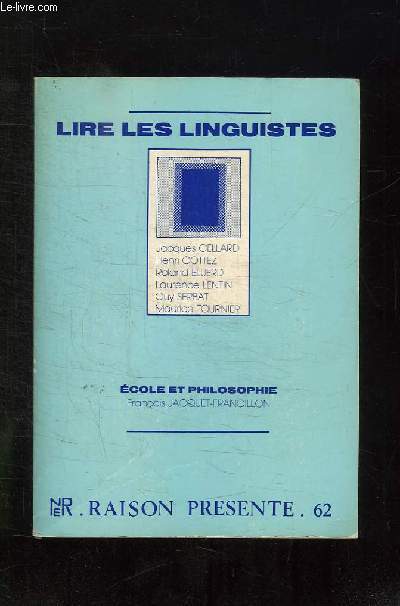 Le-livre.com
LIRE LES LINGUISTES
Jacques CELLARD
Henri COTTEZ
Roland ELUERD
Laurence LENTIN
Guy SERBAT
Maurice TOURNIER
ÉCOLE ET PHILOSOPHIE
François JACQUET-FRANCILLON
NDER . RAISON PRESENTE . 62